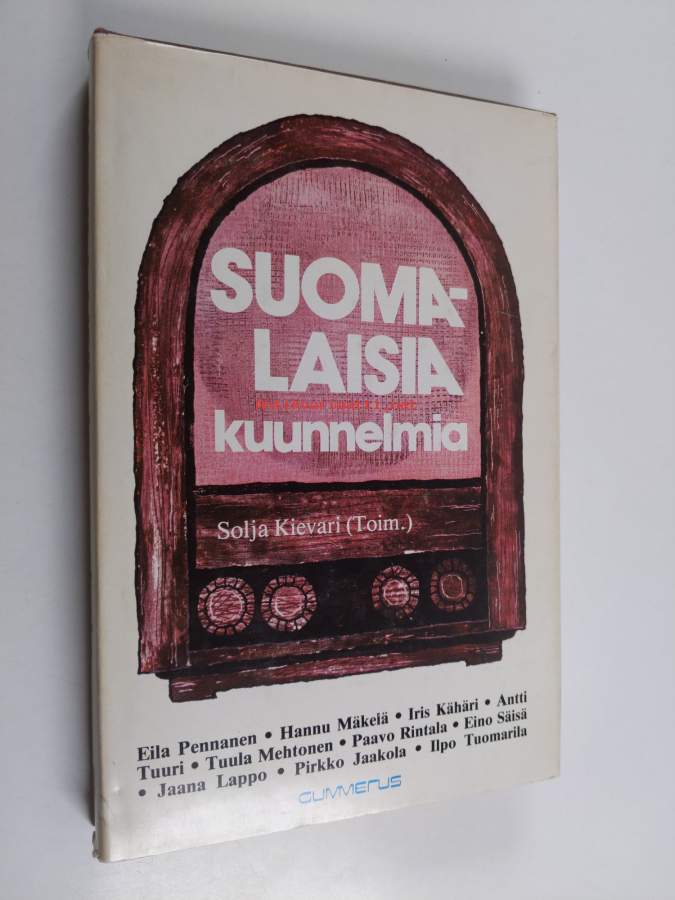 SUOMA-
LAISIA
kuunnelmia
Solja Kievari (Toim.)
Eila Pennanen • Hannu Mäkelä • Iris Kähäri • Antti
Tuuri • Tuula Mehtonen • Paavo Rintala • Eino Säisä
• Jaana Lappo • Pirkko Jaakola • Ilpo Tuomarila
GUMMERUS